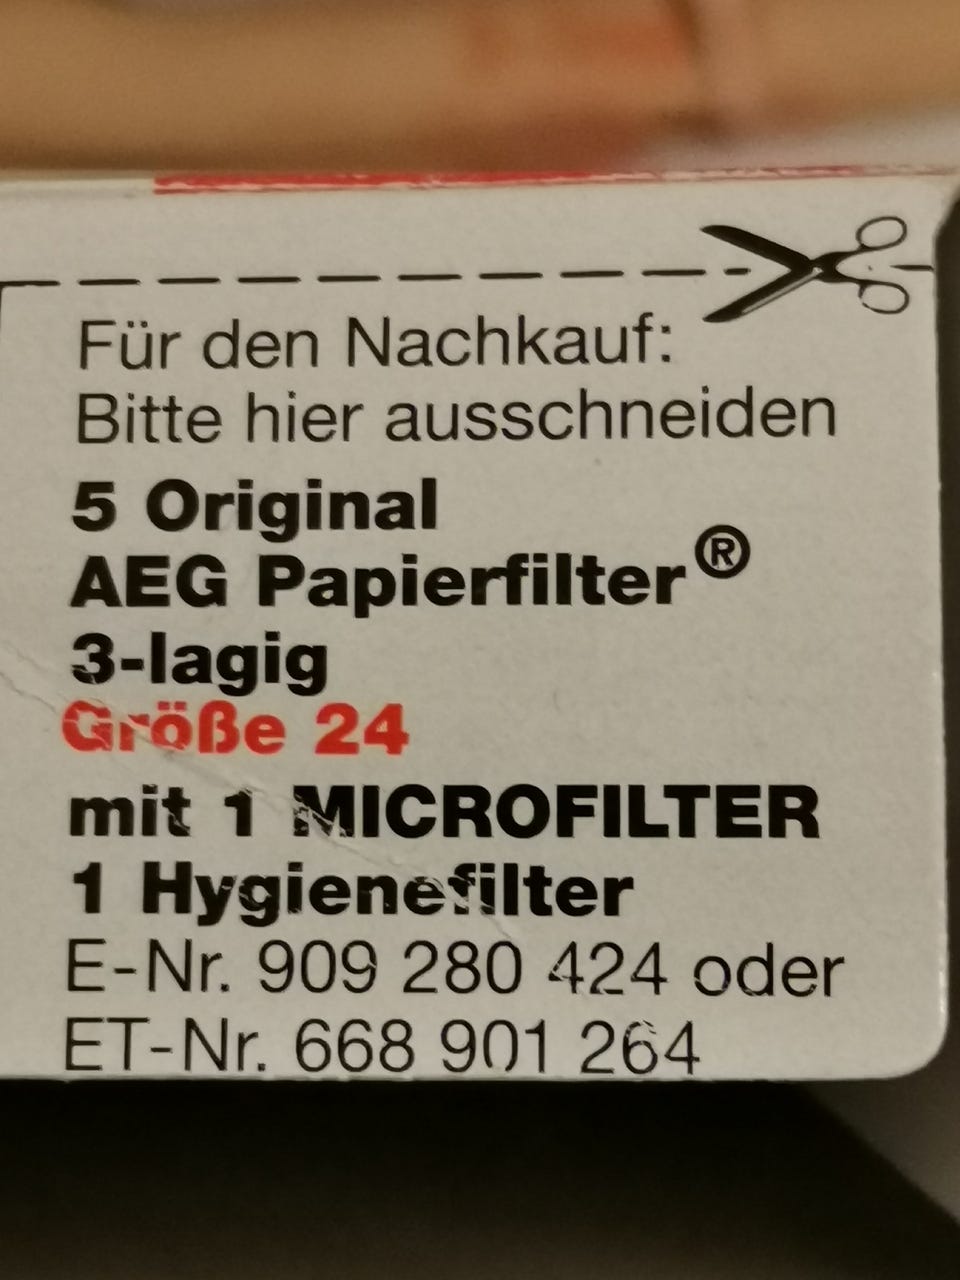 Für den Nachkauf:
Bitte hier ausschneiden
5 Original
AEG Papierfilter®
3-lagig
Größe 24
mit 1 MICROFILTER
1 Hygienefilter
E-Nr. 909 280 424 oder
ET-Nr. 668 901 264